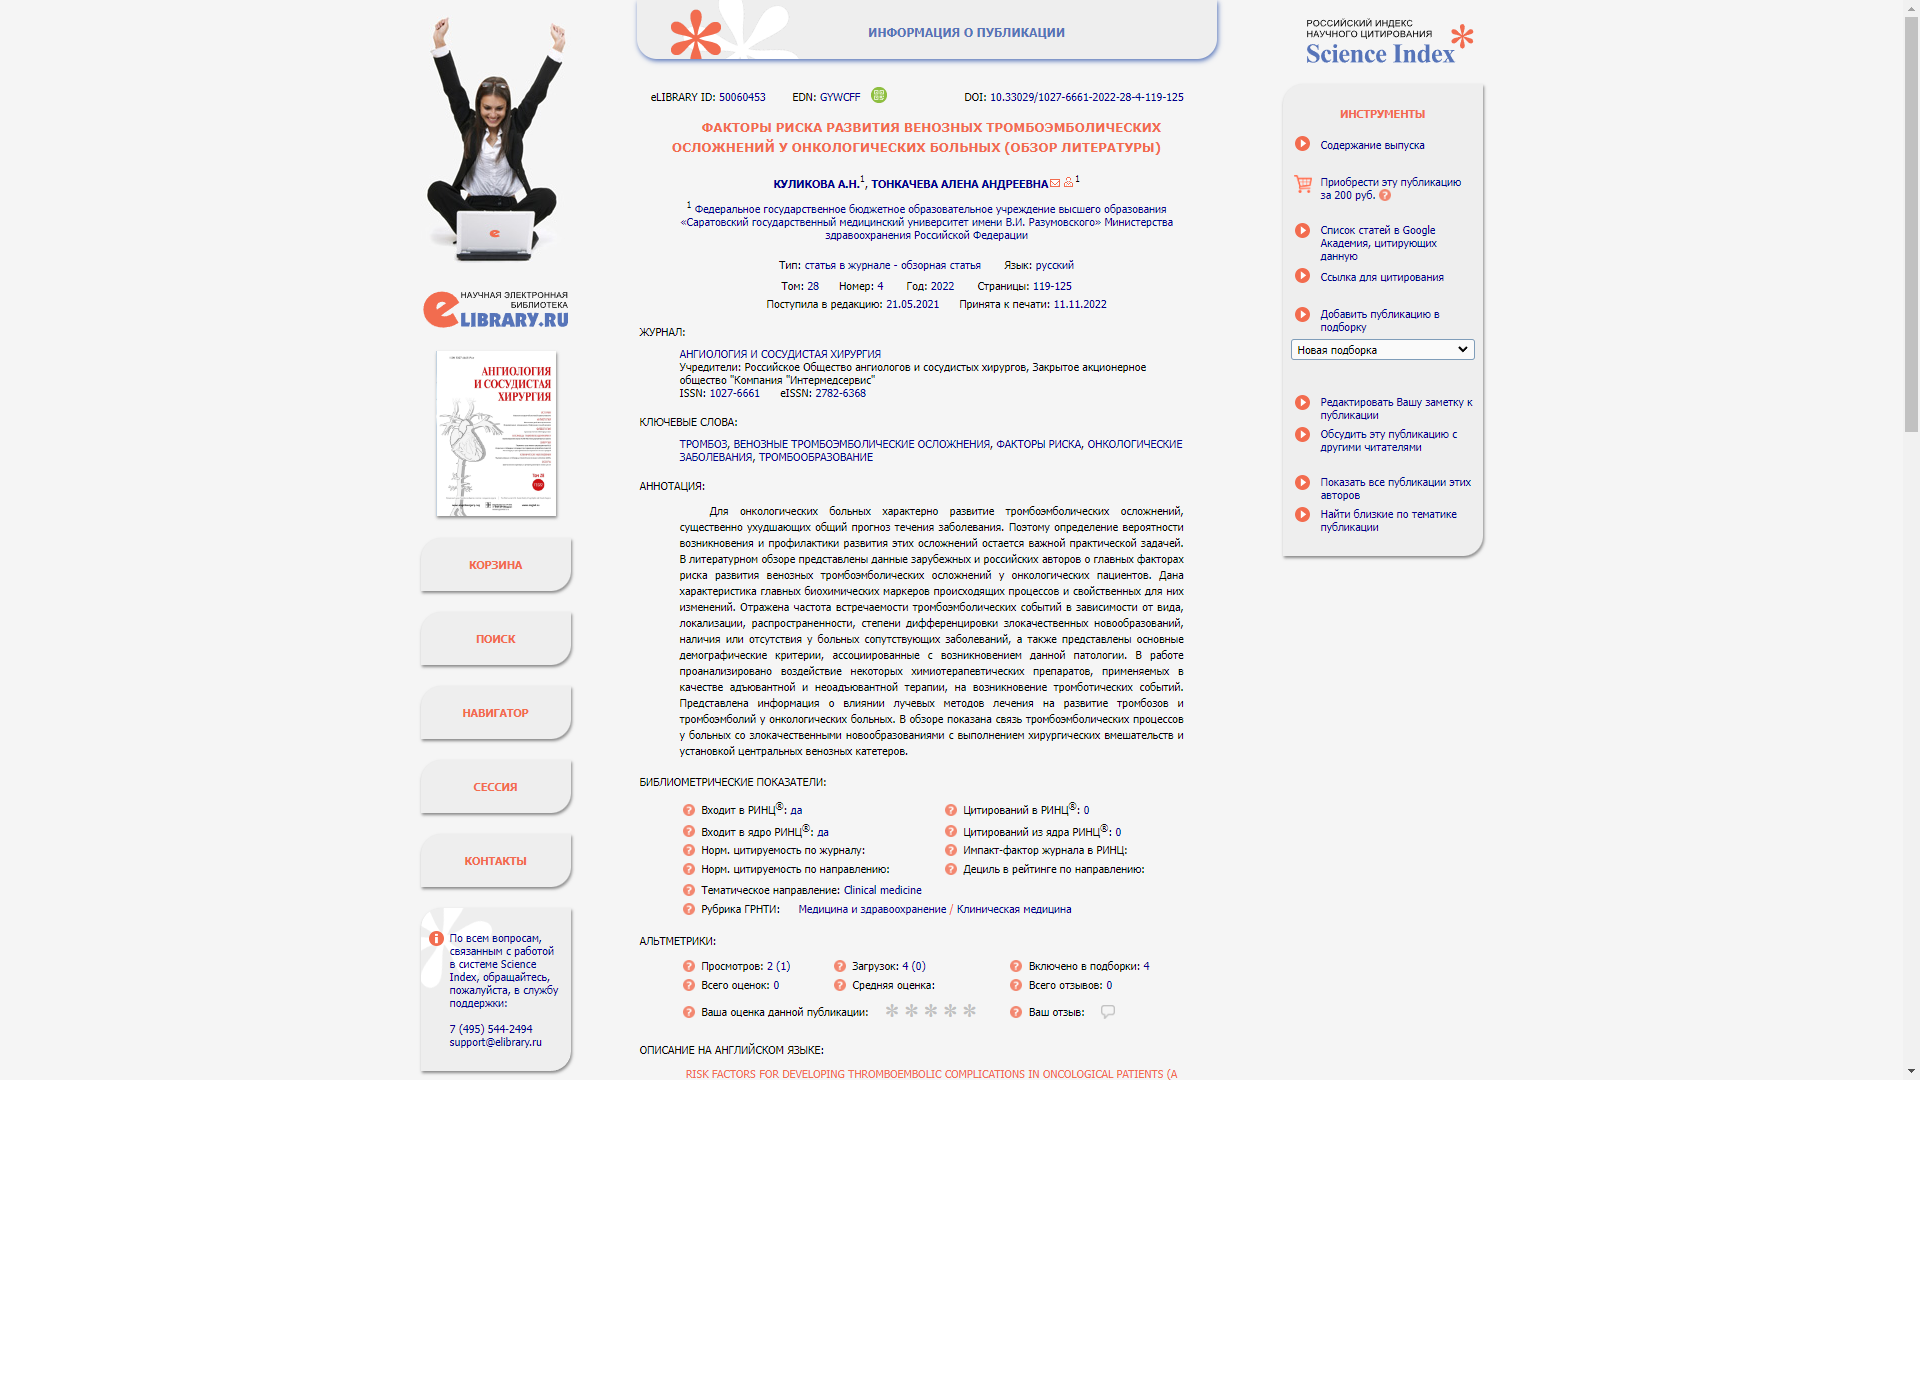 ИНФОРМАЦИЯ О ПУБЛИКАЦИИ
eLIBRARY ID: 50060453 EDN: GYWCFF DOI: 10.33029/1027-6661-2022-28-4-119-125
ФАКТОРЫ РИСКА РАЗВИТИЯ ВЕНОЗНЫХ ТРОМБОЭМБОЛИЧЕСКИХ
ОСЛОЖНЕНИЙ У ОНКОЛОГИЧЕСКИХ БОЛЬНЫХ (ОБЗОР ЛИТЕРАТУРЫ)
КУЛИКОВА А.Н.1, ТОНКАЧЕВА АЛЕНА АНДРЕЕВНА 1
1 Федеральное государственное бюджетное образовательное учреждение высшего образования
«Саратовский государственный медицинский университет имени В.И. Разумовского» Министерства
здравоохранения Российской Федерации
Тип: статья в журнале - обзорная статья Язык: русский
Том: 28 Номер: 4 Год: 2022 Страницы: 119-125
Поступила в редакцию: 21.05.2021 Принята к печати: 11.11.2022
ЖУРНАЛ:
АНГИОЛОГИЯ И СОСУДИСТАЯ ХИРУРГИЯ
Учредители: Российское Общество ангиологов и сосудистых хирургов, Закрытое акционерное
общество "Компания "Интермедсервис"
ISSN: 1027-6661 eISSN: 2782-6368
КЛЮЧЕВЫЕ СЛОВА:
ТРОМБОЗ, ВЕНОЗНЫЕ ТРОМБОЭМБОЛИЧЕСКИЕ ОСЛОЖНЕНИЯ, ФАКТОРЫ РИСКА, ОНКОЛОГИЧЕСКИЕ
ЗАБОЛЕВАНИЯ, ТРОМБООБРАЗОВАНИЕ
АННОТАЦИЯ:
Для онкологических больных характерно развитие тромбоэмболических осложнений,
существенно ухудшающих общий прогноз течения заболевания. Поэтому определение вероятности
возникновения и профилактики развития этих осложнений остается важной практической задачей.
В литературном обзоре представлены данные зарубежных и российских авторов о главных факторах
риска развития венозных тромбоэмболических осложнений у онкологических пациентов. Дана
характеристика главных биохимических маркеров происходящих процессов и свойственных для них
изменений. Отражена частота встречаемости тромбоэмболических событий в зависимости от вида,
локализации, распространенности, степени дифференцировки злокачественных новообразований,
наличия или отсутствия у больных сопутствующих заболеваний, а также представлены основные
демографические критерии, ассоциированные с возникновением данной патологии. В работе
проанализировано воздействие некоторых химиотерапевтических препаратов, применяемых в
качестве адъювантной и неоадъювантной терапии, на возникновение тромботических событий.
Представлена информация о влиянии лучевых методов лечения на развитие тромбозов и
тромбоэмболий у онкологических больных. В обзоре показана связь тромбоэмболических процессов
у больных со злокачественными новообразованиями с выполнением хирургических вмешательств и
установкой центральных венозных катетеров.
БИБЛИОМЕТРИЧЕСКИЕ ПОКАЗАТЕЛИ:
Входит в РИНЦ®: да Цитирований в РИНЦ®: 0
Входит в ядро РИНЦ®: да Цитирований из ядра РИНЦ®: 0
Норм. цитируемость по журналу: Импакт-фактор журнала в РИНЦ:
Норм. цитируемость по направлению: Дециль в рейтинге по направлению:
Тематическое направление: Clinical medicine
Рубрика ГРНТИ: Медицина и здравоохранение / Клиническая медицина
АЛЬТМЕТРИКИ:
Просмотров: 2 (1) Загрузок: 4 (0) Включено в подборки: 4
Всего оценок: 0 Средняя оценка: Всего отзывов: 0
Ваша оценка данной публикации: Ваш отзыв:
ОПИСАНИЕ НА АНГЛИЙСКОМ ЯЗЫКЕ:
RISK FACTORS FOR DEVELOPING THROMBOEMBOLIC COMPLICATIONS IN ONCOLOGICAL PATIENTS (A
НАУЧНАЯ ЭЛЕКТРОННАЯ
БИБЛИОТЕКА
eLIBRARY.RU
АНГИОЛОГИЯ
И СОСУДИСТАЯ
ХИРУРГИЯ
КОРЗИНА
ПОИСК
НАВИГАТОР
СЕССИЯ
КОНТАКТЫ
По всем вопросам,
связанным с работой
в системе Science
Index, обращайтесь,
пожалуйста, в службу
поддержки:
7 (495) 544-2494
support@elibrary.ru
РОССИЙСКИЙ ИНДЕКС
НАУЧНОГО ЦИТИРОВАНИЯ
Science Index
ИНСТРУМЕНТЫ
Содержание выпуска
Приобрести эту публикацию
за 200 руб.
Список статей в Google
Академия, цитирующих
данную
Ссылка для цитирования
Добавить публикацию в
подборку
Новая подборка
Редактировать Вашу заметку к
публикации
Обсудить эту публикацию с
другими читателями
Показать все публикации этих
авторов
Найти близкие по тематике
публикации